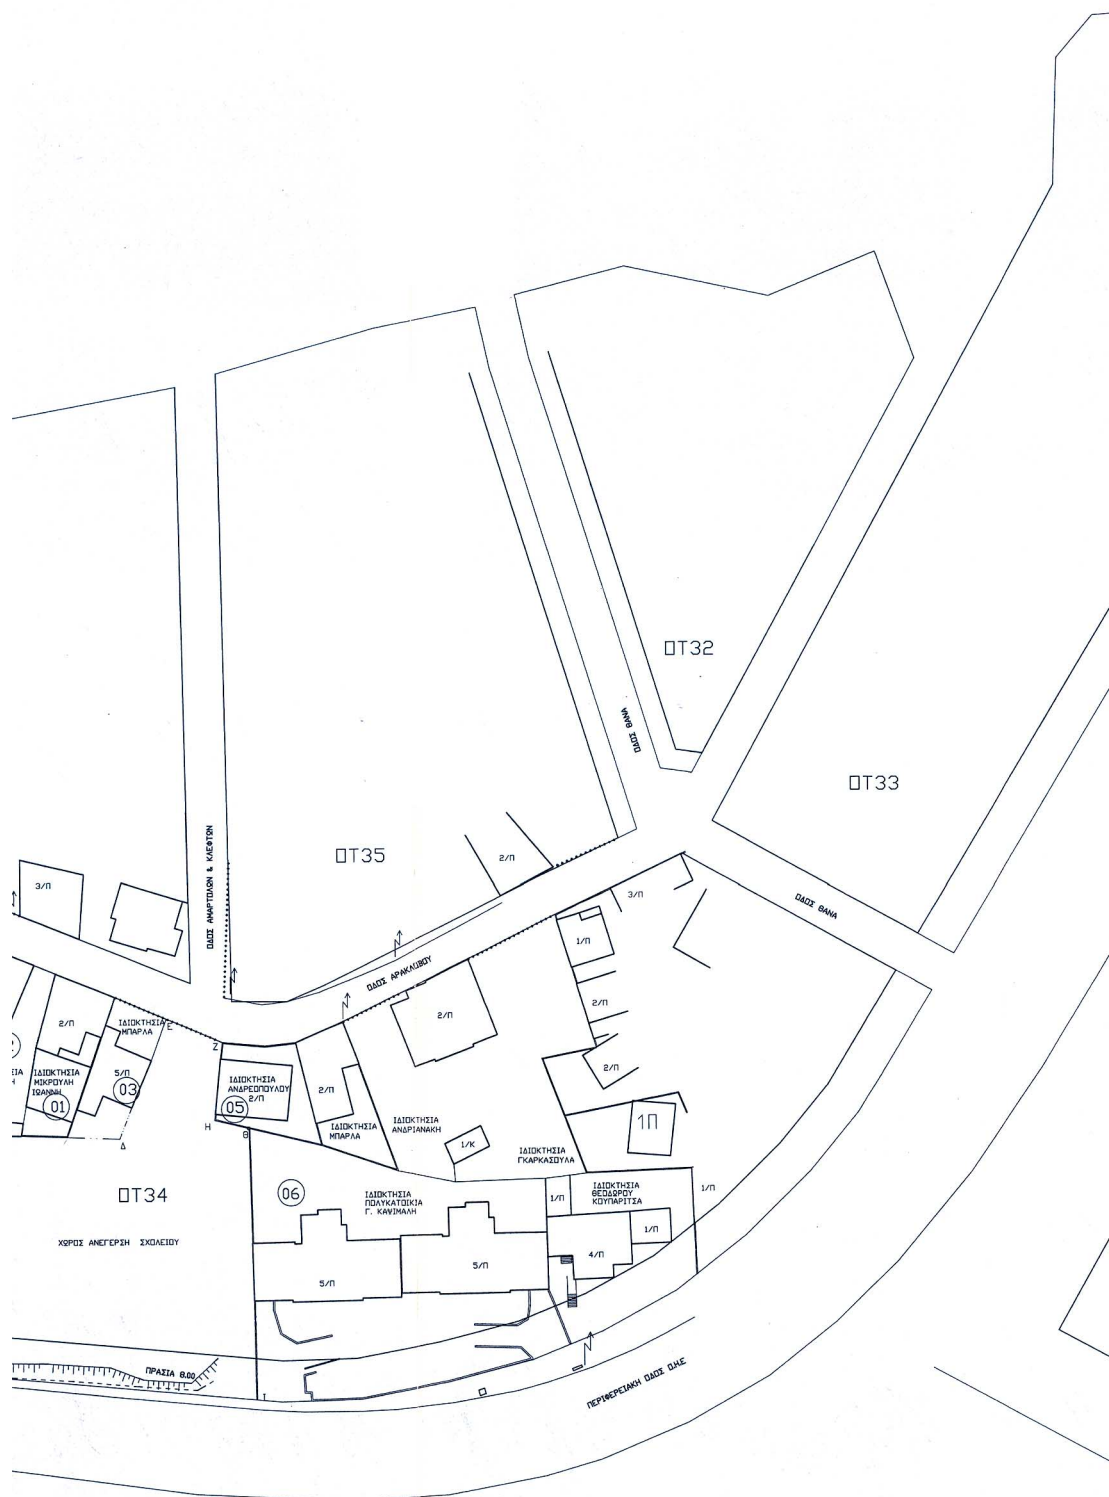 ΟΤ32
ΟΔΟΣ ΘΑΝΑ
ΟΤ33
ΟΤ35
2/Π
3/Π
ΟΔΟΣ ΑΜΑΡΤΩΛΩΝ & ΚΛΕΦΤΩΝ
3/Π
ΟΔΟΣ ΘΑΝΑ
1/Π
ΟΔΟΣ ΑΡΑΚΛΟΒΟΥ
2/Π
2/Π
2/Π
ΙΔΙΟΚΤΗΣΙΑ
ΜΠΑΡΛΑ
Ε
Ζ
2/Π
5/Π
03
ΙΔΙΟΚΤΗΣΙΑ
ΜΙΚΡΟΥΛΗ
ΙΩΑΝΝΗ
01
ΙΔΙΟΚΤΗΣΙΑ
ΑΝΔΡΕΟΠΟΥΛΟΥ
2/Π
05
2/Π
ΙΔΙΟΚΤΗΣΙΑ
ΜΠΑΡΛΑ
Η
Θ
Δ
ΙΔΙΟΚΤΗΣΙΑ
ΑΝΔΡΙΑΝΑΚΗ
1/Κ
ΙΔΙΟΚΤΗΣΙΑ
ΓΚΑΡΚΑΣΟΥΛΑ
1Π
ΟΤ34
06
ΙΔΙΟΚΤΗΣΙΑ
ΠΟΛΥΚΑΤΟΙΚΙΑ
Γ. ΚΑΨΙΜΑΛΗ
1/Π
ΙΔΙΟΚΤΗΣΙΑ
ΘΕΟΔΩΡΟΥ
ΚΟΥΠΑΡΙΤΣΑ
1/Π
1/Π
ΧΩΡΟΣ ΑΝΕΓΕΡΣΗ ΣΧΟΛΕΙΟΥ
4/Π
5/Π
5/Π
ΠΡΑΣΙΑ 8.00
Ι
ΠΕΡΙΦΕΡΕΙΑΚΗ ΟΔΟΣ Ο.Η.Ε